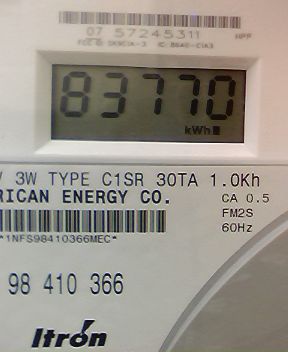 07 57245311
83770
kWh
3W TYPE C1SR 30TA 1.0Kh
RICAN ENERGY CO.
CA 0.5
FM2S
60Hz
*1NFS98410366MEC*
98 410 366
Itron